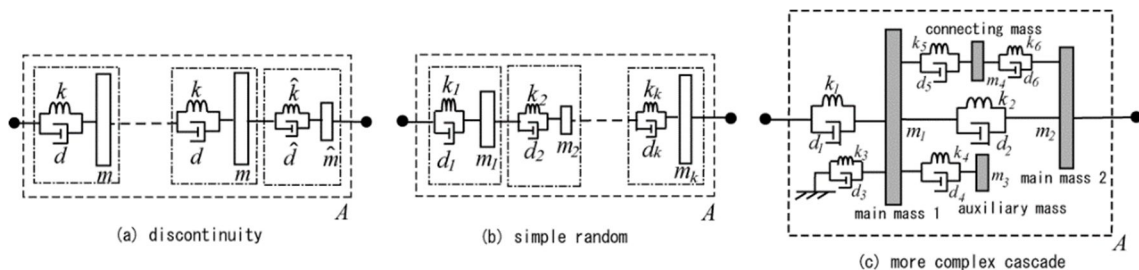 k
d
m
k
d
m
k̂
d̂
m̂
A
(a) discontinuity
k1
d1
m1
k2
d2
m2
kk
dk
mk
A
(b) simple random
connecting mass
k5
d5
m4
k6
d6
k1
d1
m1
k2
d2
m2
k3
d3
k4
d4
m3
main mass 2
main mass 1
auxiliary mass
A
(c) more complex cascade